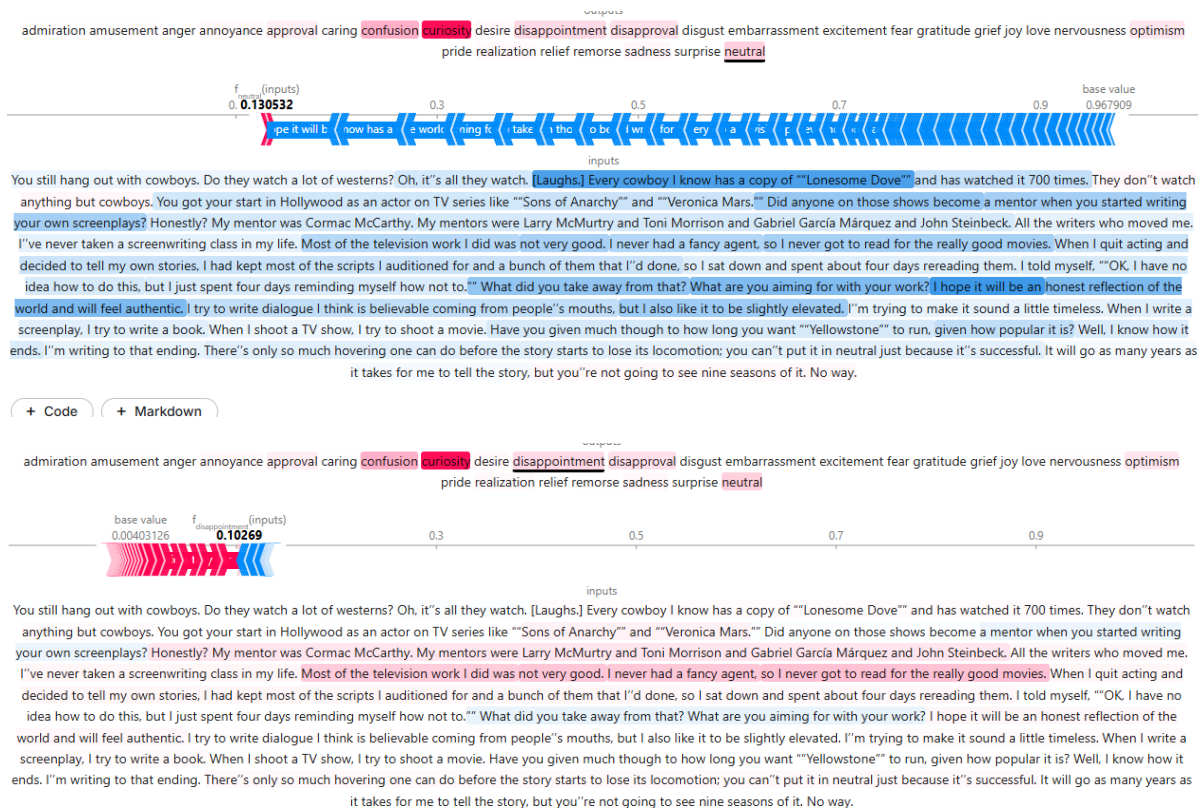 outputs
admiration amusement anger annoyance approval caring confusion curiosity desire disappointment disapproval disgust embarrassment excitement fear gratitude grief joy love nervousness optimism
pride realization relief remorse sadness surprise neutral
f neutral (inputs) base value
0. 0.130532 0.3 0.5 0.7 0.9 0.967909
ope it will b now has a e world ning fo take n tho o be d wr for ery a visi p ev no a
inputs
You still hang out with cowboys. Do they watch a lot of westerns? Oh, it''s all they watch. [Laughs.] Every cowboy I know has a copy of ""Lonesome Dove"" and has watched it 700 times. They don''t watch
anything but cowboys. You got your start in Hollywood as an actor on TV series like ""Sons of Anarchy"" and ""Veronica Mars."" Did anyone on those shows become a mentor when you started writing
your own screenplays? Honestly? My mentor was Cormac McCarthy. My mentors were Larry McMurtry and Toni Morrison and Gabriel García Márquez and John Steinbeck. All the writers who moved me.
I''ve never taken a screenwriting class in my life. Most of the television work I did was not very good. I never had a fancy agent, so I never got to read for the really good movies. When I quit acting and
decided to tell my own stories, I had kept most of the scripts I auditioned for and a bunch of them that I''d done, so I sat down and spent about four days rereading them. I told myself, ""OK, I have no
idea how to do this, but I just spent four days reminding myself how not to."" What did you take away from that? What are you aiming for with your work? I hope it will be an honest reflection of the
world and will feel authentic. I try to write dialogue I think is believable coming from people''s mouths, but I also like it to be slightly elevated. I''m trying to make it sound a little timeless. When I write a
screenplay, I try to write a book. When I shoot a TV show, I try to shoot a movie. Have you given much though to how long you want ""Yellowstone"" to run, given how popular it is? Well, I know how it
ends. I''m writing to that ending. There''s only so much hovering one can do before the story starts to lose its locomotion; you can''t put it in neutral just because it''s successful. It will go as many years as
it takes for me to tell the story, but you''re not going to see nine seasons of it. No way.
+ Code + Markdown
outputs
admiration amusement anger annoyance approval caring confusion curiosity desire disappointment disapproval disgust embarrassment excitement fear gratitude grief joy love nervousness optimism
pride realization relief remorse sadness surprise neutral
base value f disappointment (inputs)
0.00403126 0.10269 0.3 0.5 0.7 0.9
inputs
You still hang out with cowboys. Do they watch a lot of westerns? Oh, it''s all they watch. [Laughs.] Every cowboy I know has a copy of ""Lonesome Dove"" and has watched it 700 times. They don''t watch
anything but cowboys. You got your start in Hollywood as an actor on TV series like ""Sons of Anarchy"" and ""Veronica Mars."" Did anyone on those shows become a mentor when you started writing
your own screenplays? Honestly? My mentor was Cormac McCarthy. My mentors were Larry McMurtry and Toni Morrison and Gabriel García Márquez and John Steinbeck. All the writers who moved me.
I''ve never taken a screenwriting class in my life. Most of the television work I did was not very good. I never had a fancy agent, so I never got to read for the really good movies. When I quit acting and
decided to tell my own stories, I had kept most of the scripts I auditioned for and a bunch of them that I''d done, so I sat down and spent about four days rereading them. I told myself, ""OK, I have no
idea how to do this, but I just spent four days reminding myself how not to."" What did you take away from that? What are you aiming for with your work? I hope it will be an honest reflection of the
world and will feel authentic. I try to write dialogue I think is believable coming from people''s mouths, but I also like it to be slightly elevated. I''m trying to make it sound a little timeless. When I write a
screenplay, I try to write a book. When I shoot a TV show, I try to shoot a movie. Have you given much though to how long you want ""Yellowstone"" to run, given how popular it is? Well, I know how it
ends. I''m writing to that ending. There''s only so much hovering one can do before the story starts to lose its locomotion; you can''t put it in neutral just because it''s successful. It will go as many years as
it takes for me to tell the story, but you''re not going to see nine seasons of it. No way.